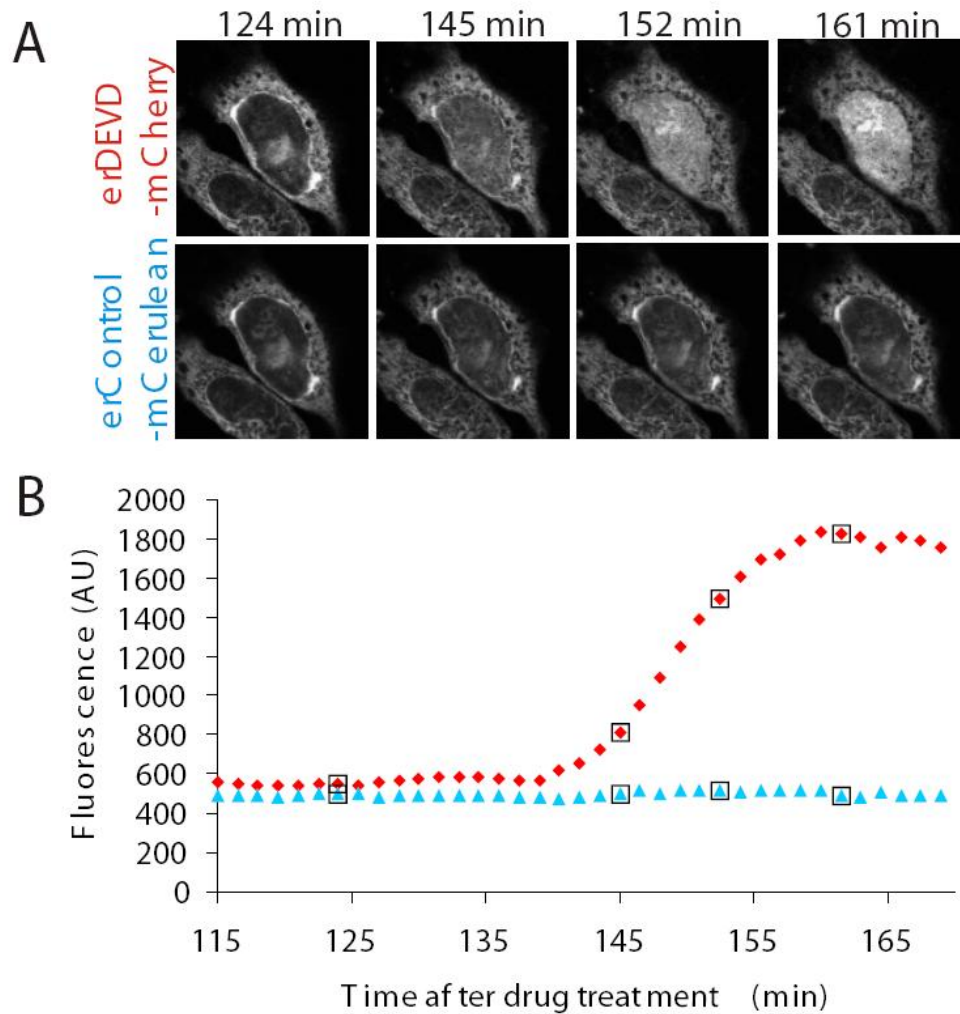 A
124 min 145 min 152 min 161 min
erDEVD
-mCherry
erControl
-mCerulean
B
2000
1800
1600
1400
1200
1000
800
600
400
200
0
Fluorescence (AU)
115 125 135 145 155 165
Time after drug treatment (min)